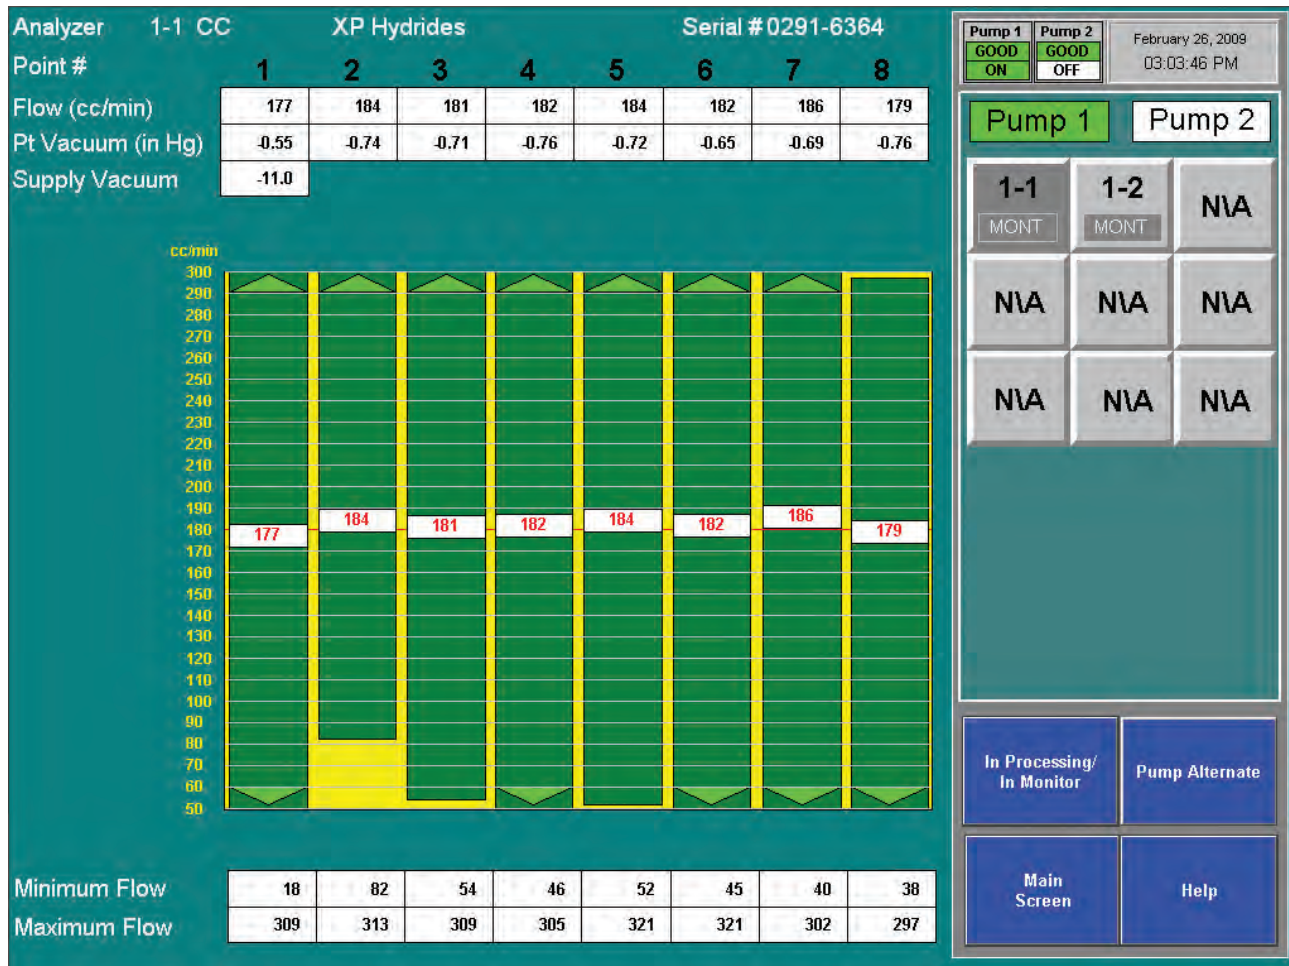 Analyzer 1-1 CC XP Hydrides Serial # 0291-6364
Point # 1 2 3 4 5 6 7 8
Flow (cc/min) 177 184 181 182 184 182 186 179
Pt Vacuum (in Hg) -0.55 -0.74 -0.71 -0.76 -0.72 -0.65 -0.69 -0.76
Supply Vacuum -11.0
cc/min
300
290
280
270
260
250
240
230
220
210
200
190
180
170
160
150
140
130
120
110
100
90
80
70
60
50
177 184 181 182 184 182 186 179
Minimum Flow 18 82 54 46 52 45 40 38
Maximum Flow 309 313 309 305 321 321 302 297
Pump 1 Pump 2
GOOD GOOD
ON OFF
February 26, 2009
03:03:46 PM
Pump 1 Pump 2
1-1 1-2 N\A
MONT MONT
N\A N\A N\A
N\A N\A N\A
In Processing/
In Monitor
Pump Alternate
Main
Screen
Help